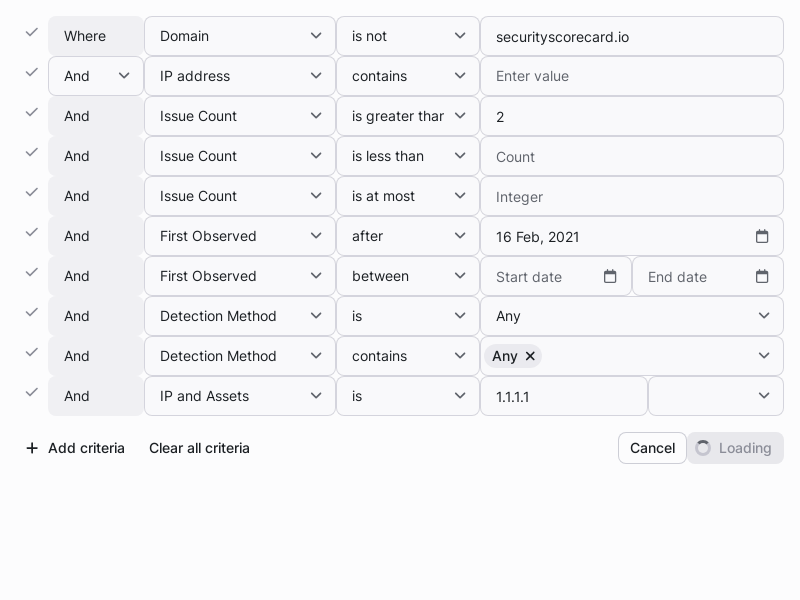 Where Domain is not securityscorecard.io
And IP address contains Enter value
And Issue Count is greater thar 2
And Issue Count is less than Count
And Issue Count is at most Integer
And First Observed after 16 Feb, 2021
And First Observed between Start date End date
And Detection Method is Any
And Detection Method contains Any
And IP and Assets is 1.1.1.1
Add criteria Clear all criteria Cancel Loading